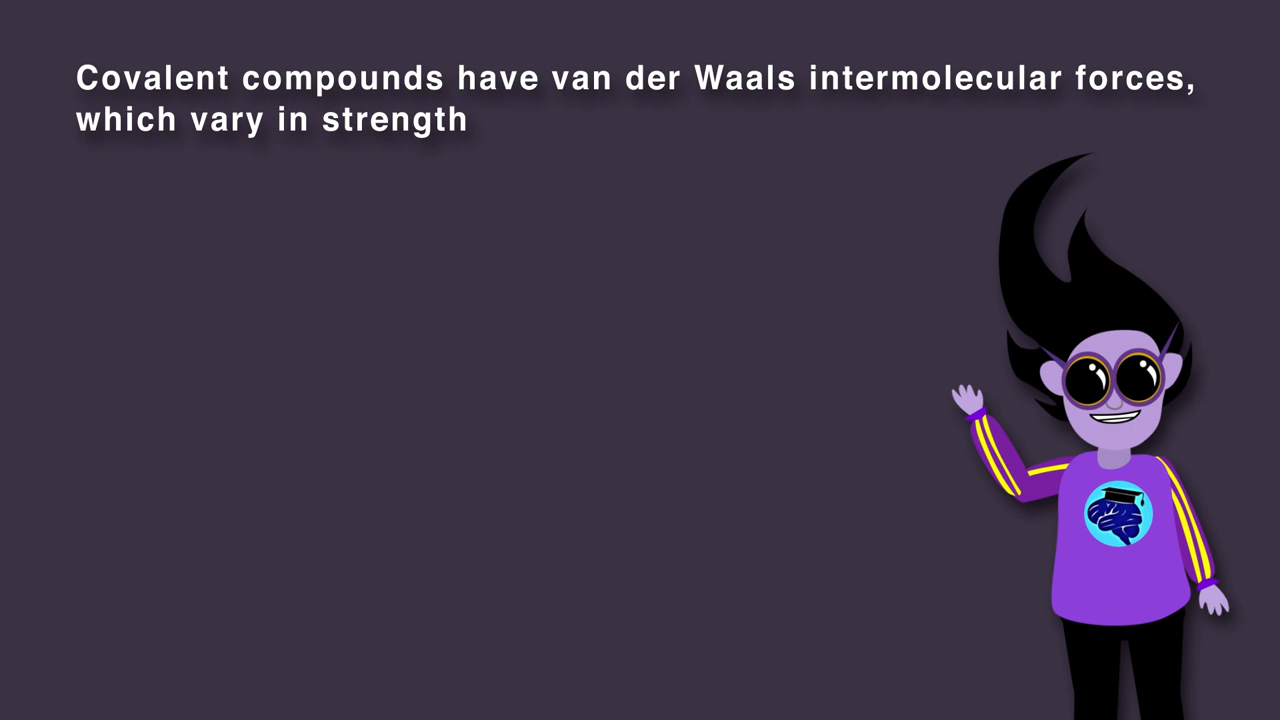 Covalent compounds have van der Waals intermolecular forces,
which vary in strength